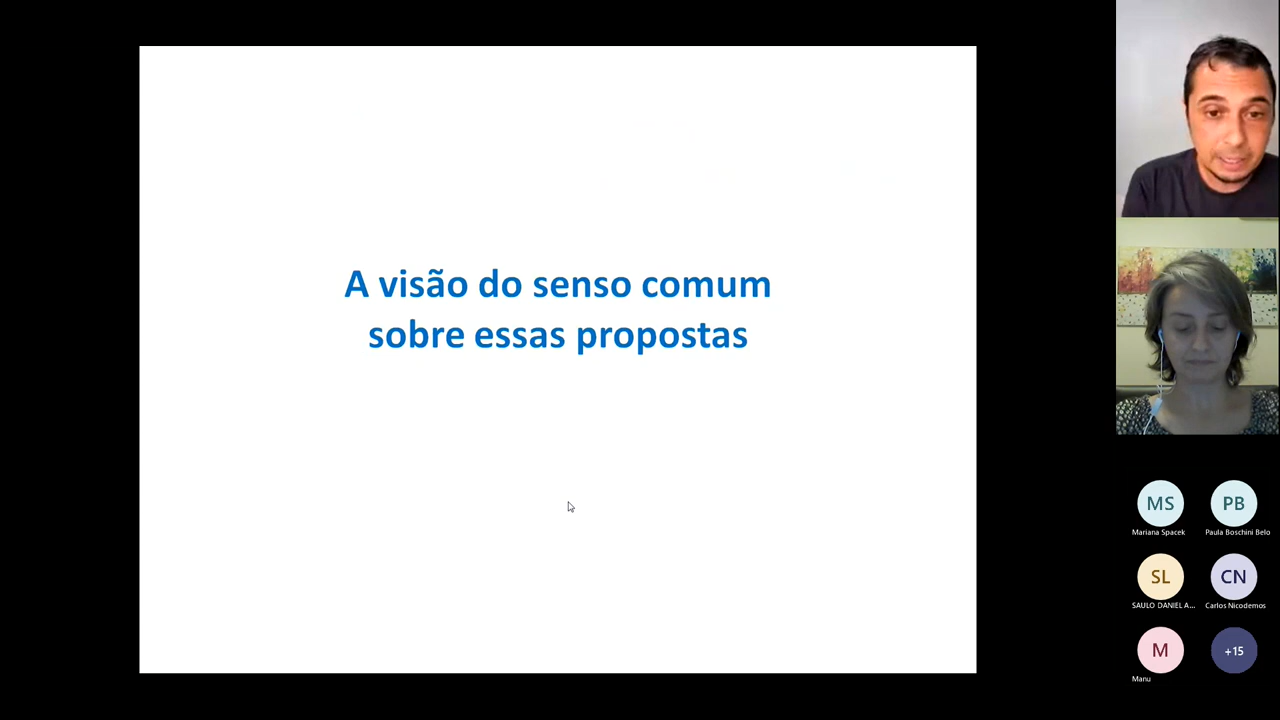 A visão do senso comum
sobre essas propostas
MS
PB
Mariana Spacek
Paula Boschini Belo
SL
CN
SAULO DANIEL A...
Carlos Nicodemos
M
+15
Manu